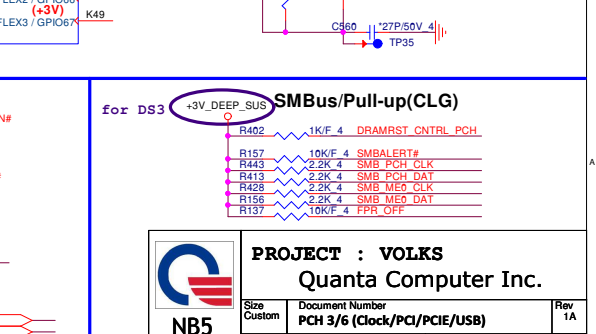 FLEX2 / GPIO66
(+3V)
FLEX3 / GPIO67
K49
C560
*27P/50V_4
TP35
N#
for DS3
+3V_DEEP_SUS
SMBus/Pull-up(CLG)
R402 1K/F_4 DRAMRST_CNTRL_PCH
R157 10K/F_4 SMBALERT#
R443 2.2K_4 SMB_PCH_CLK
R413 2.2K_4 SMB_PCH_DAT
R428 2.2K_4 SMB_ME0_CLK
R156 2.2K_4 SMB_ME0_DAT
R137 10K/F_4 FPR_OFF
A
PROJECT : VOLKS
Quanta Computer Inc.
NB5
Size
Custom
Document Number
PCH 3/6 (Clock/PCI/PCIE/USB)
Rev
1A